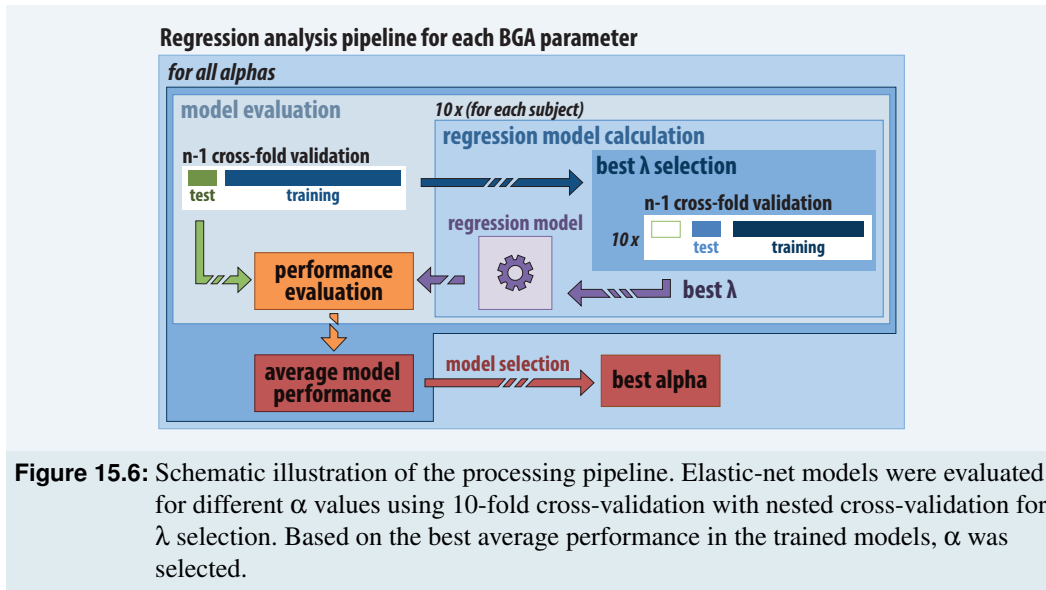 Regression analysis pipeline for each BGA parameter
for all alphas
model evaluation
10 x (for each subject)
regression model calculation
n-1 cross-fold validation
test
training
best λ selection
n-1 cross-fold validation
10 x
test
training
regression model
performance
evaluation
best λ
average model
performance
model selection
best alpha
Figure 15.6: Schematic illustration of the processing pipeline. Elastic-net models were evaluated
for different α values using 10-fold cross-validation with nested cross-validation for
λ selection. Based on the best average performance in the trained models, α was
selected.